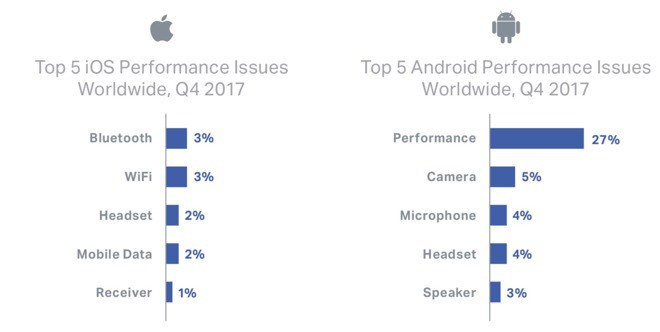 Top 5 iOS Performance Issues
Worldwide, Q4 2017
Bluetooth 3%
WiFi 3%
Headset 2%
Mobile Data 2%
Receiver 1%
Top 5 Android Performance Issues
Worldwide, Q4 2017
Performance 27%
Camera 5%
Microphone 4%
Headset 4%
Speaker 3%